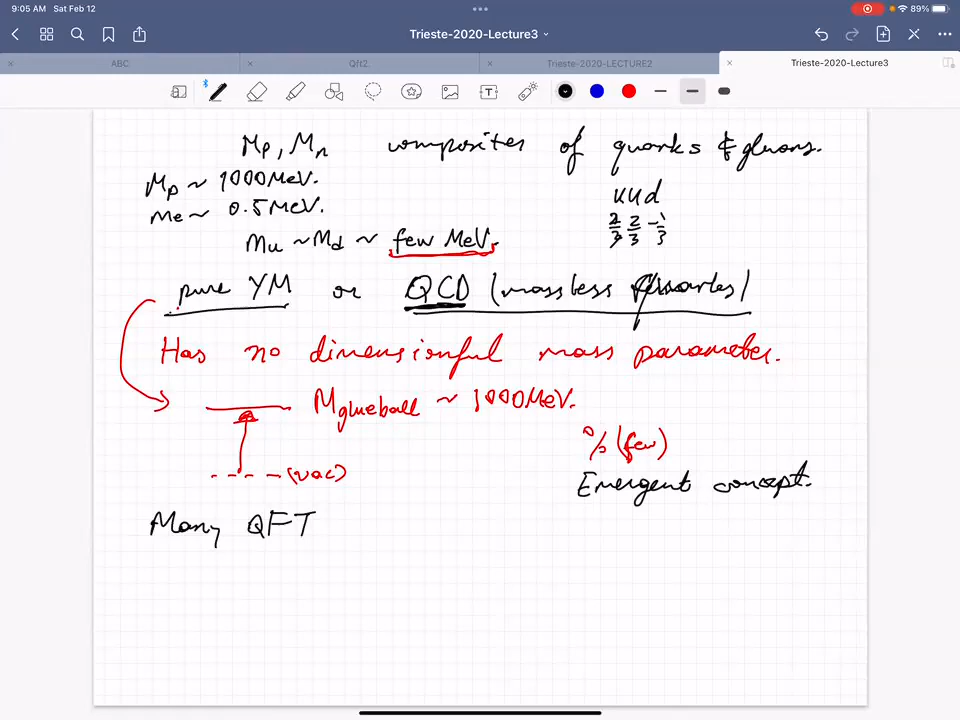 9:05 AM Sat Feb 12
89%
Trieste-2020-Lecture3
ABC
Qft2
Trieste-2020-LECTURE2
Trieste-2020-Lecture3
Mp, Mn composites of quarks & gluons.
Mp ~ 1000 MeV.
uud
me ~ 0.5 MeV.
2/3 2/3 -1/3
Mu ~ Md ~ few MeV.
pure YM or QCD (massless quarks)
Has no dimensionful mass parameter.
Mglueball ~ 1000 MeV.
% (few)
(vac)
Emergent concept.
Many QFT